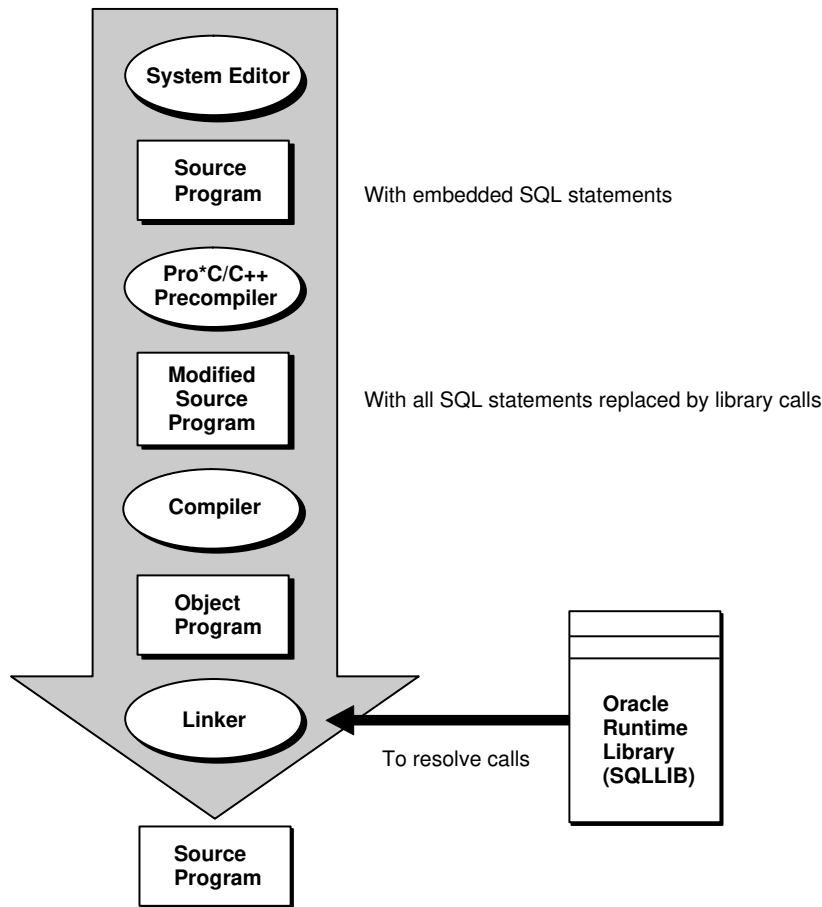 System Editor
Source
Program
With embedded SQL statements
Pro*C/C++
Precompiler
Modified
Source
Program
With all SQL statements replaced by library calls
Compiler
Object
Program
Linker
To resolve calls
Oracle
Runtime
Library
(SQLLIB)
Source
Program